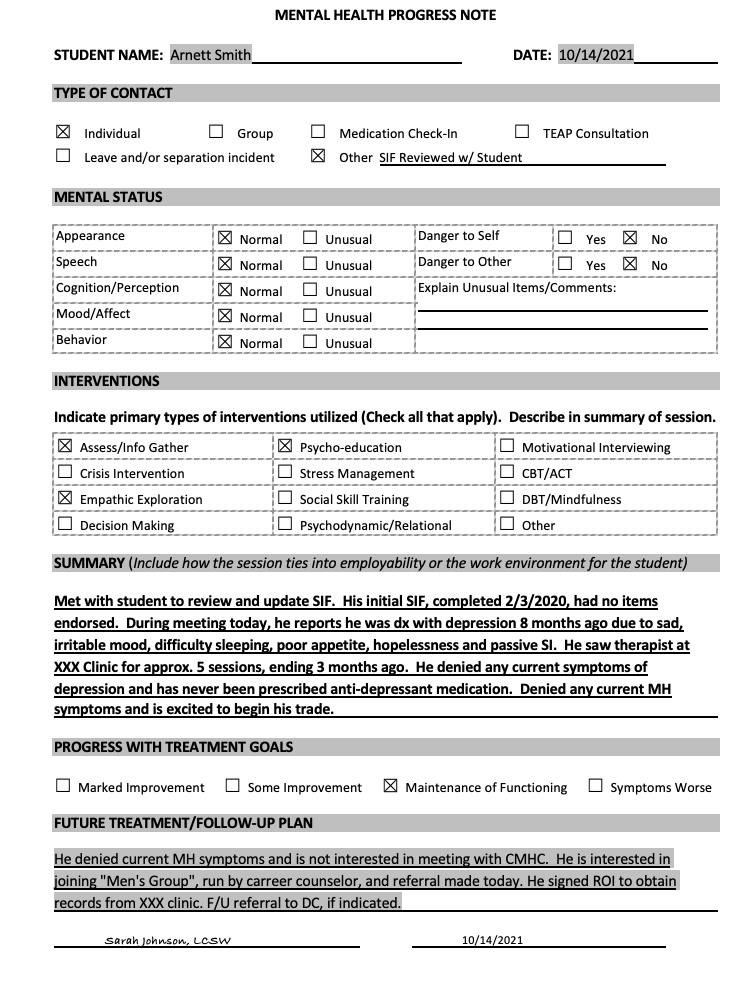 MENTAL HEALTH PROGRESS NOTE
STUDENT NAME: Arnett Smith DATE: 10/14/2021
TYPE OF CONTACT
☒ Individual ☐ Group ☐ Medication Check-In ☐ TEAP Consultation
☐ Leave and/or separation incident ☒ Other SIF Reviewed w/ Student
MENTAL STATUS
Appearance ☒ Normal ☐ Unusual Danger to Self ☐ Yes ☒ No
Speech ☒ Normal ☐ Unusual Danger to Other ☐ Yes ☒ No
Cognition/Perception ☒ Normal ☐ Unusual Explain Unusual Items/Comments:
Mood/Affect ☒ Normal ☐ Unusual
Behavior ☒ Normal ☐ Unusual
INTERVENTIONS
Indicate primary types of interventions utilized (Check all that apply). Describe in summary of session.
☒ Assess/Info Gather ☒ Psycho-education ☐ Motivational Interviewing
☐ Crisis Intervention ☐ Stress Management ☐ CBT/ACT
☒ Empathic Exploration ☐ Social Skill Training ☐ DBT/Mindfulness
☐ Decision Making ☐ Psychodynamic/Relational ☐ Other
SUMMARY (Include how the session ties into employability or the work environment for the student)
Met with student to review and update SIF. His initial SIF, completed 2/3/2020, had no items
endorsed. During meeting today, he reports he was dx with depression 8 months ago due to sad,
irritable mood, difficulty sleeping, poor appetite, hopelessness and passive SI. He saw therapist at
XXX Clinic for approx. 5 sessions, ending 3 months ago. He denied any current symptoms of
depression and has never been prescribed anti-depressant medication. Denied any current MH
symptoms and is excited to begin his trade.
PROGRESS WITH TREATMENT GOALS
☐ Marked Improvement ☐ Some Improvement ☒ Maintenance of Functioning ☐ Symptoms Worse
FUTURE TREATMENT/FOLLOW-UP PLAN
He denied current MH symptoms and is not interested in meeting with CMHC. He is interested in
joining "Men's Group", run by carreer counselor, and referral made today. He signed ROI to obtain
records from XXX clinic. F/U referral to DC, if indicated.
Sarah Johnson, LCSW 10/14/2021